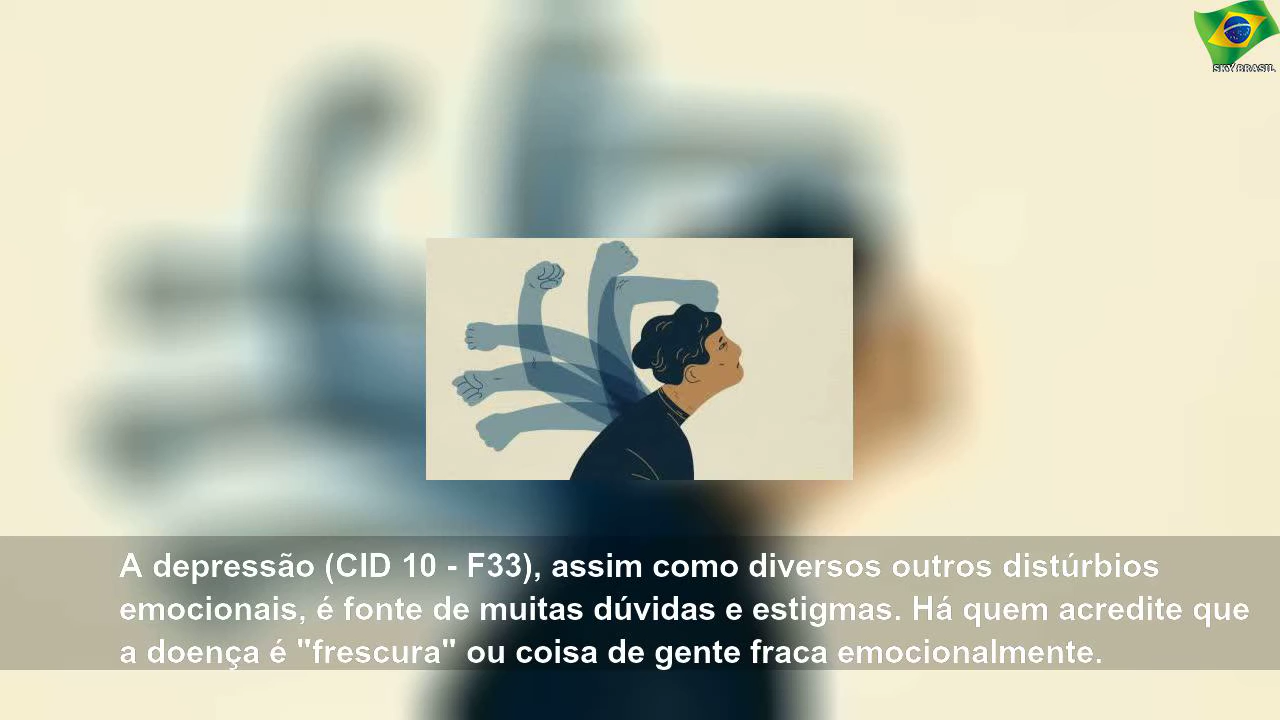 SKY BRASIL
A depressão (CID 10 - F33), assim como diversos outros distúrbios
emocionais, é fonte de muitas dúvidas e estigmas. Há quem acredite que
a doença é "frescura" ou coisa de gente fraca emocionalmente.